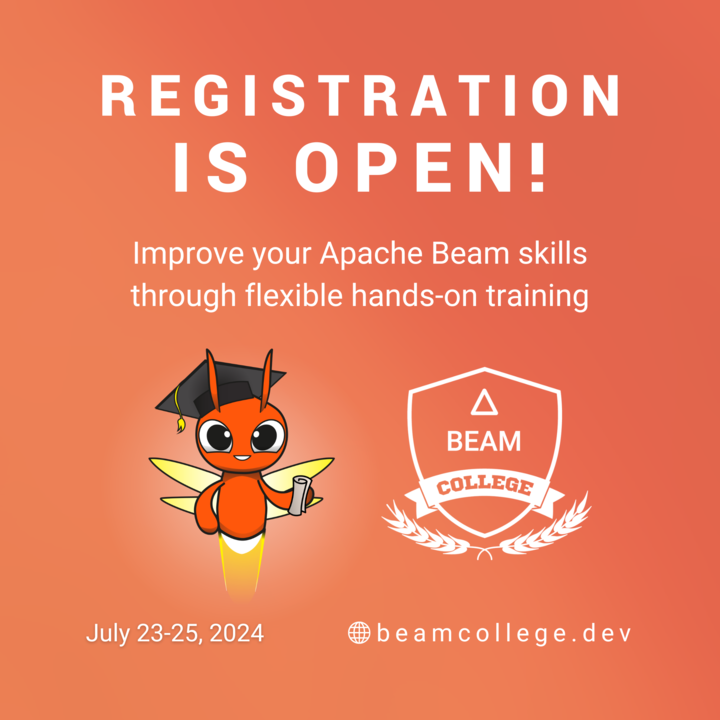 REGISTRATION
IS OPEN!
Improve your Apache Beam skills
through flexible hands-on training
BEAM
COLLEGE
July 23-25, 2024
beamcollege.dev